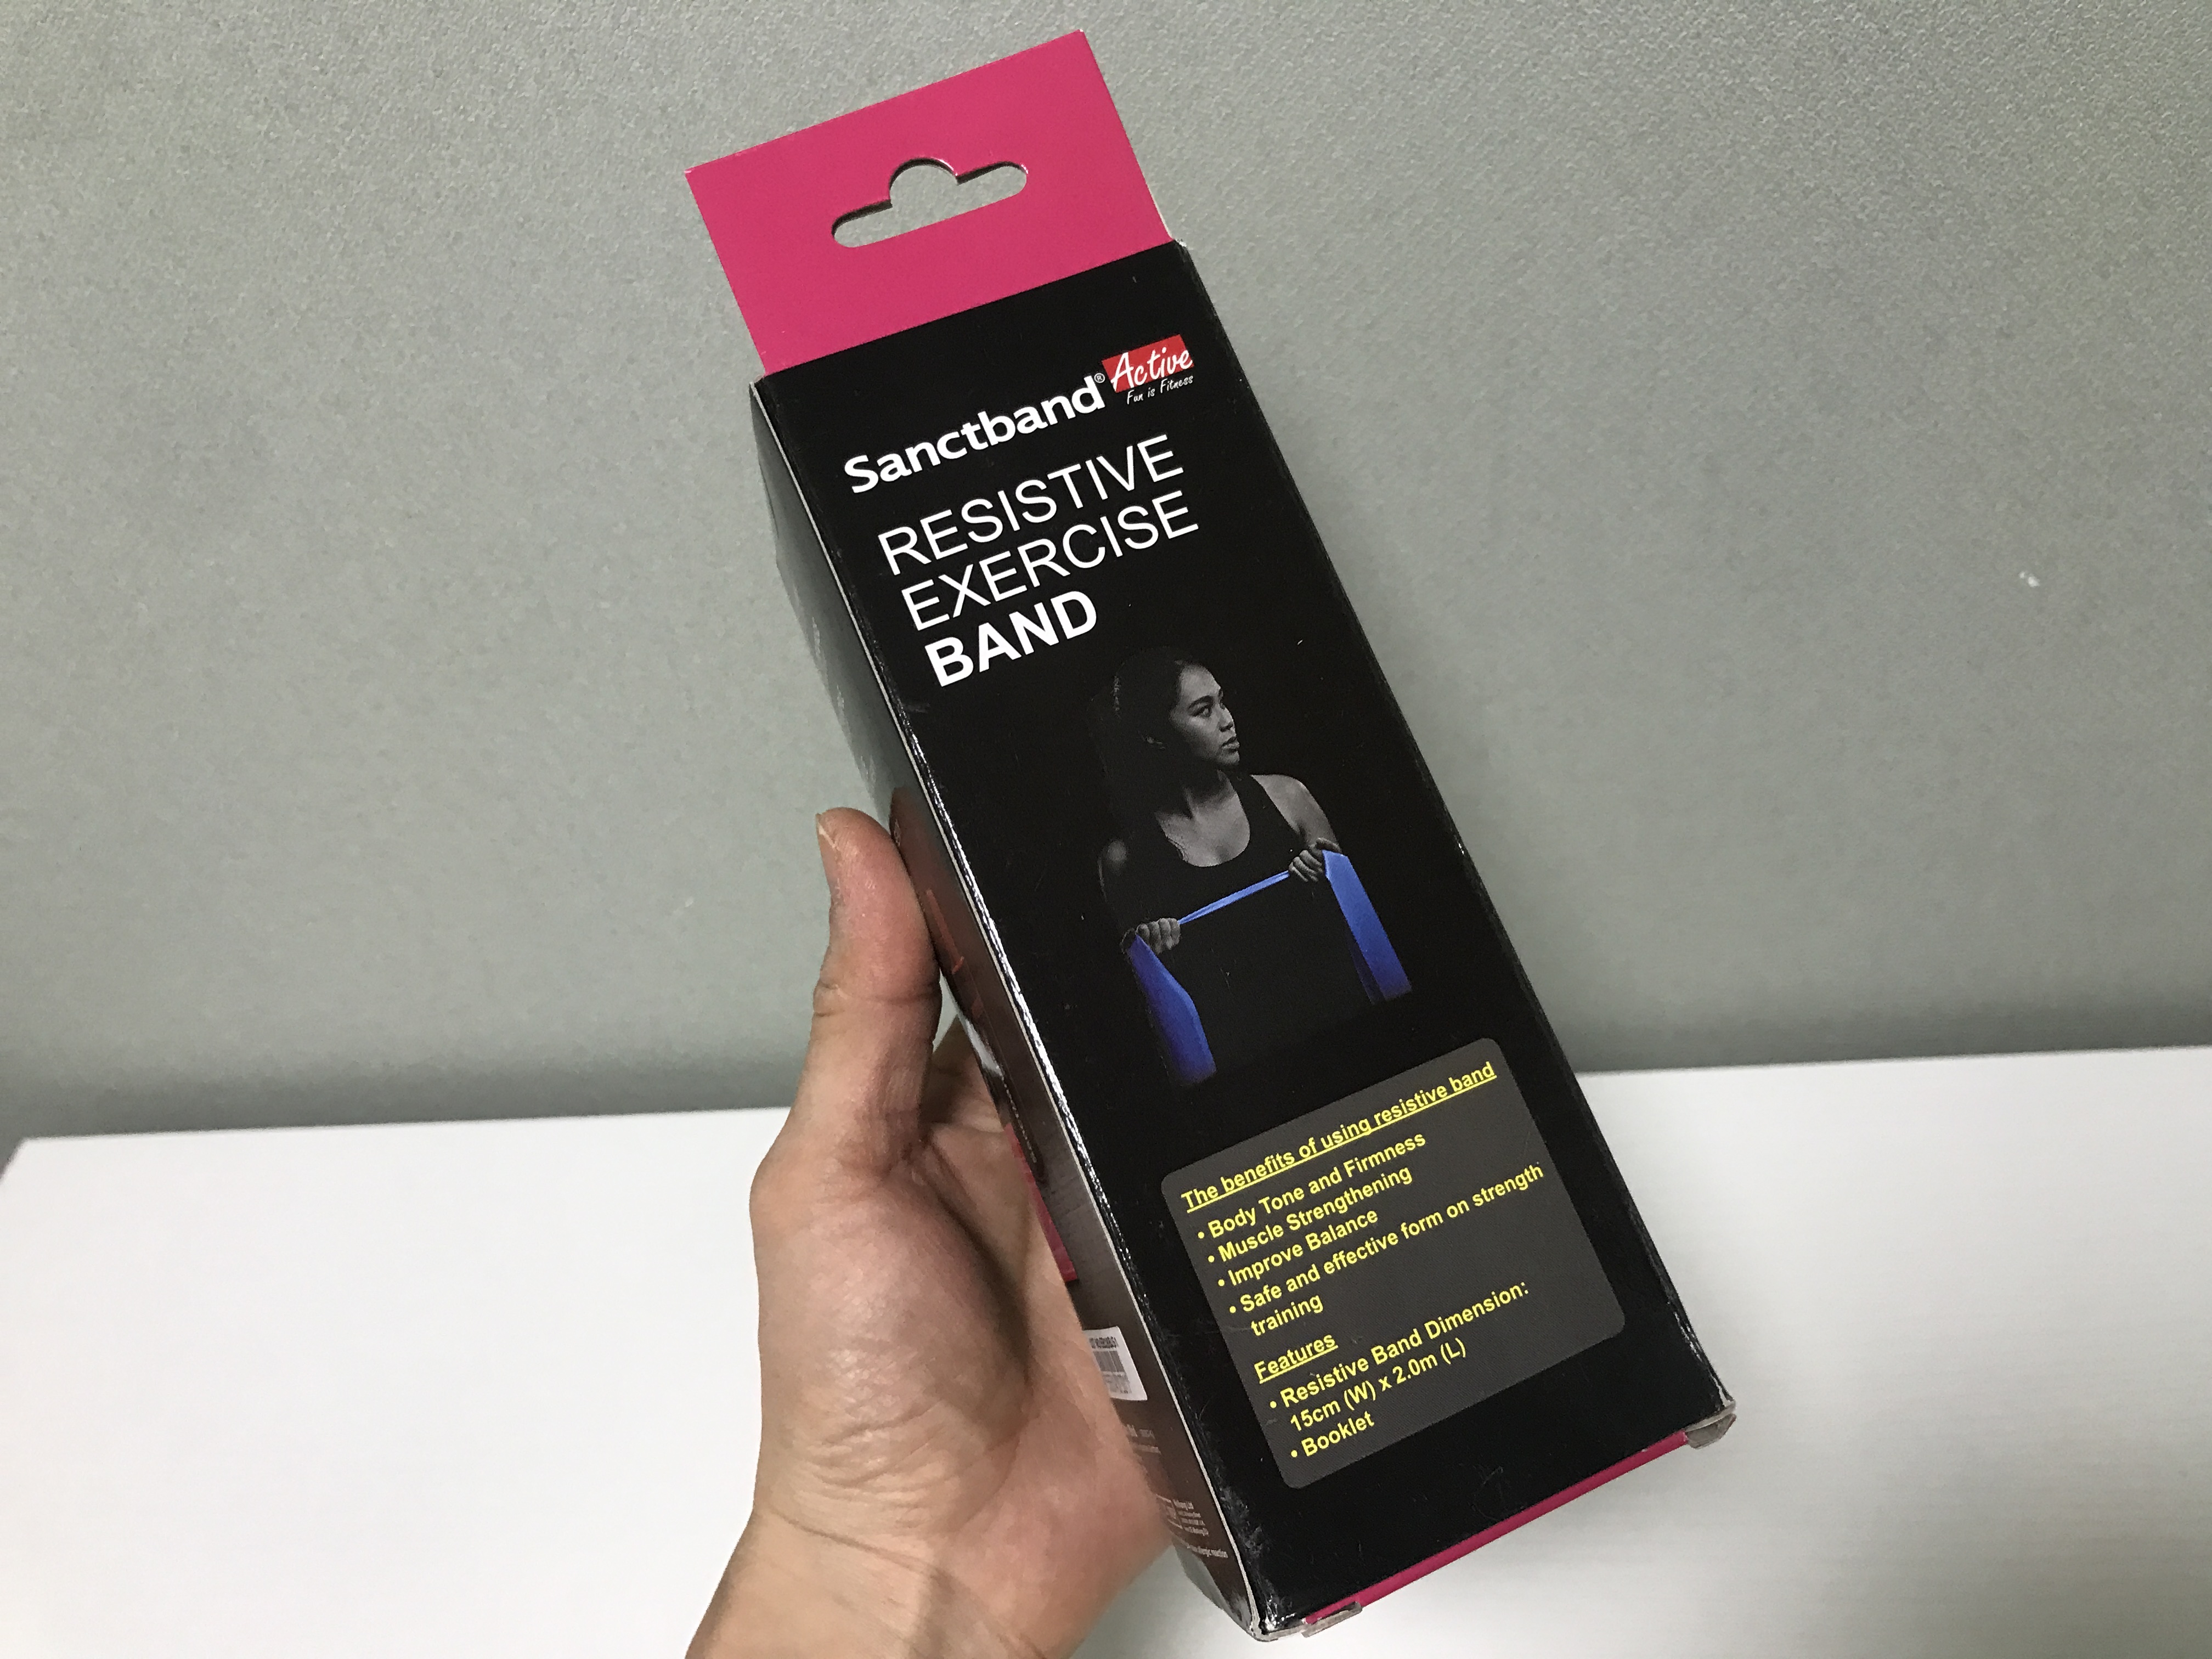 Sanctband® Active
Fun is Fitness
RESISTIVE
EXERCISE
BAND
The benefits of using resistive band
• Body Tone and Firmness
• Muscle Strengthening
• Improve Balance
• Safe and effective form on strength
training
Features
• Resistive Band Dimension:
15cm (W) x 2.0m (L)
• Booklet